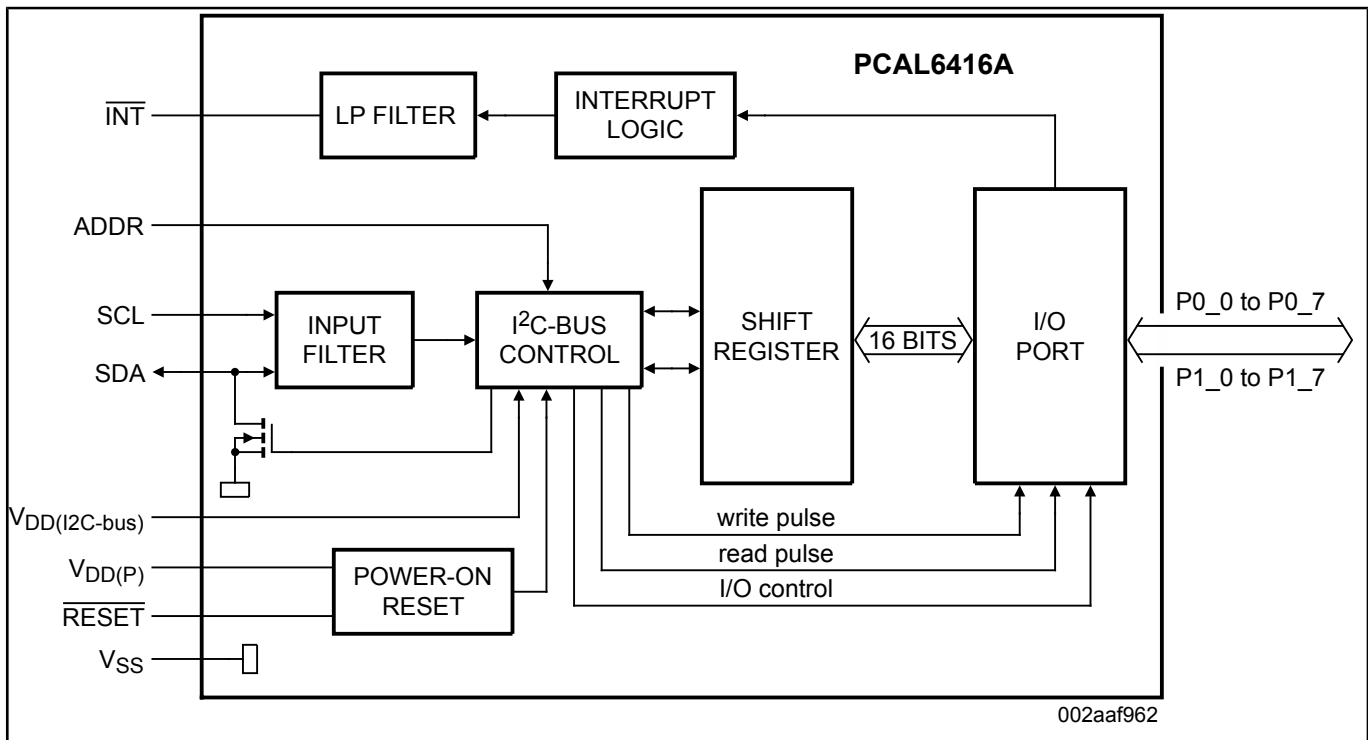 PCAL6416A
INT
LP FILTER
INTERRUPT
LOGIC
ADDR
SCL
SDA
INPUT
FILTER
I²C-BUS
CONTROL
SHIFT
REGISTER
16 BITS
I/O
PORT
P0_0 to P0_7
P1_0 to P1_7
VDD(I2C-bus)
VDD(P)
RESET
VSS
POWER-ON
RESET
write pulse
read pulse
I/O control
002aaf962